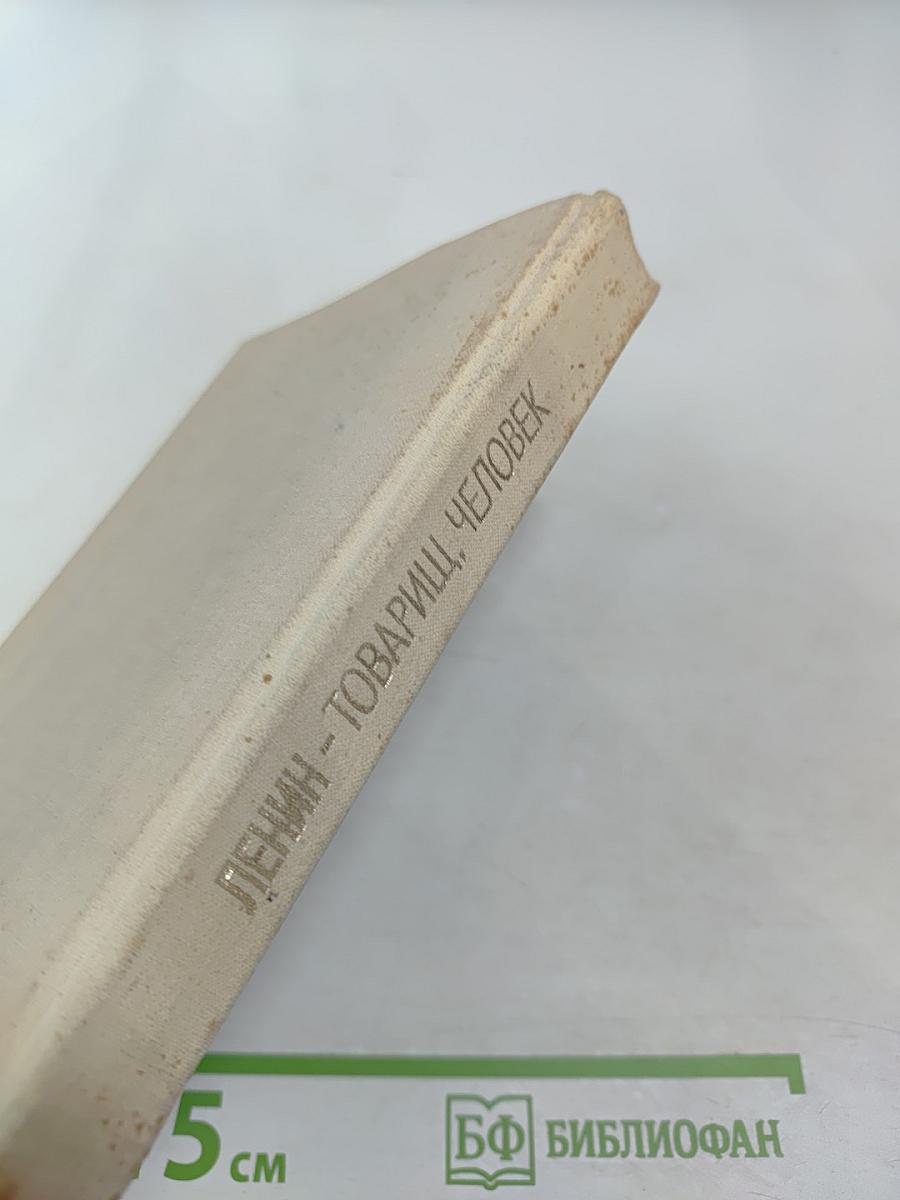 ЛЕНИН – ТОВАРИЩ, ЧЕЛОВЕК
5 см
БФ БИБЛИОФАН